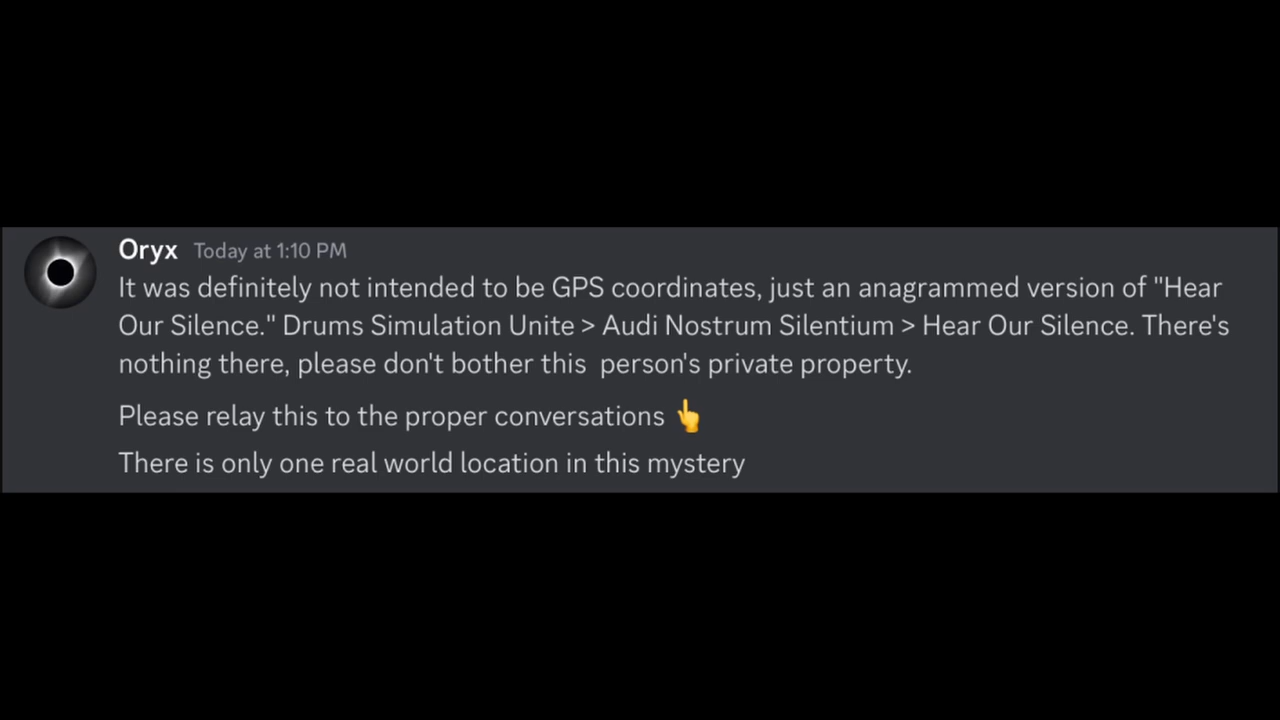 Oryx Today at 1:10 PM
It was definitely not intended to be GPS coordinates, just an anagrammed version of "Hear
Our Silence." Drums Simulation Unite > Audi Nostrum Silentium > Hear Our Silence. There's
nothing there, please don't bother this  person's private property.
Please relay this to the proper conversations 👆
There is only one real world location in this mystery